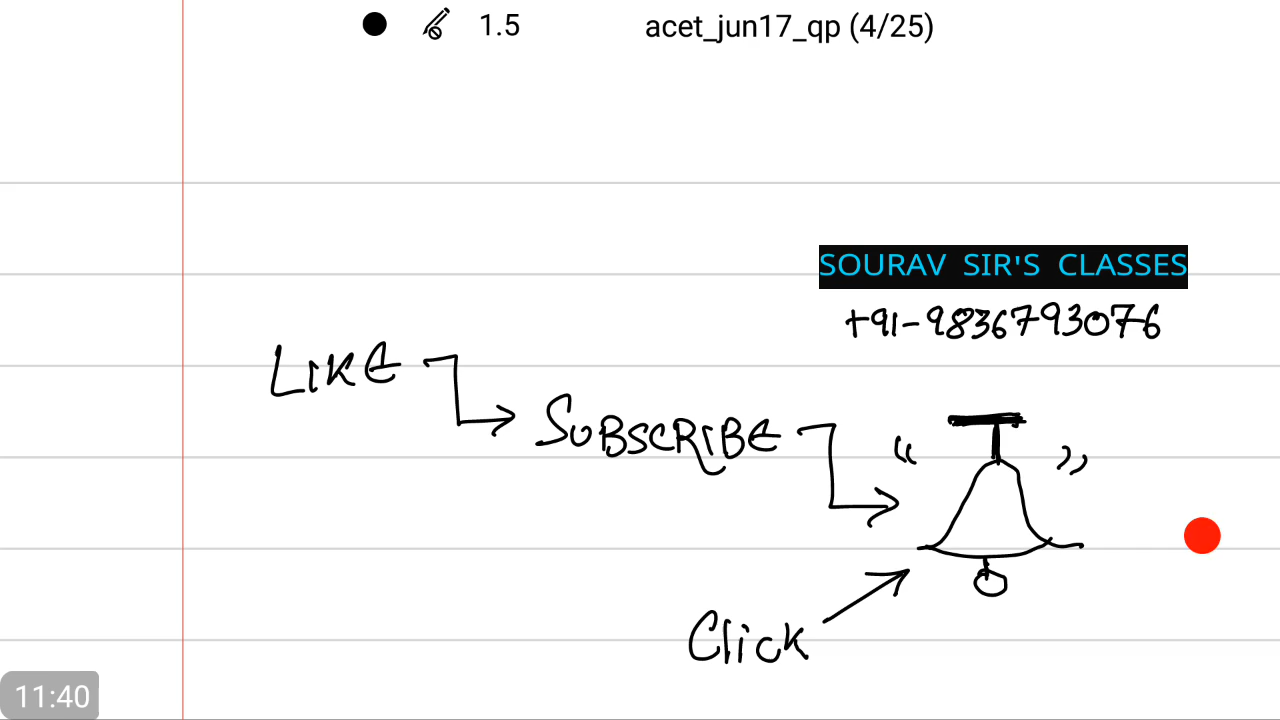 1.5 acet_jun17_qp (4/25)
SOURAV SIR'S CLASSES
+91-9836793076
LIKE
SUBSCRIBE
“ ”
Click
11:40